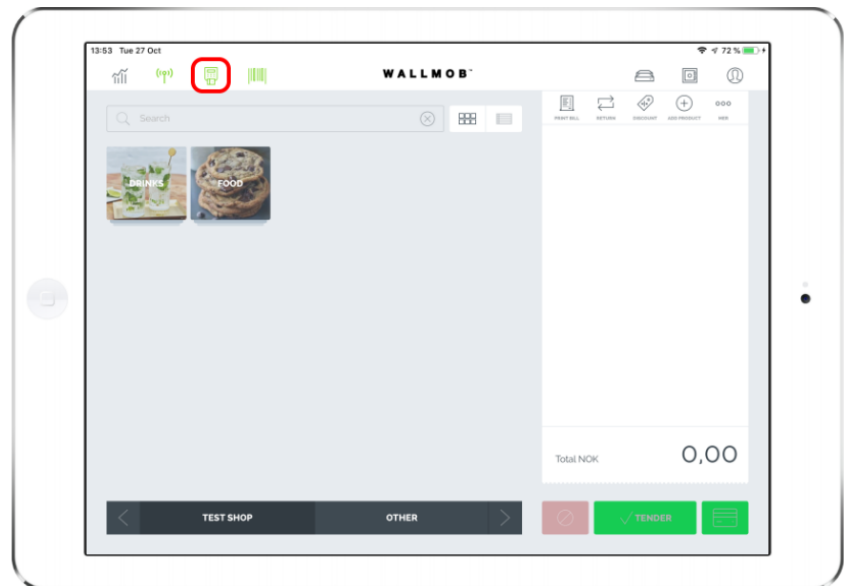 13:53 Tue 27 Oct
72 %
WALLMOB
Search
PRINT BILL RETURN DISCOUNT ADD PRODUCT MER
DRINKS FOOD
Total NOK 0,00
TEST SHOP OTHER TENDER